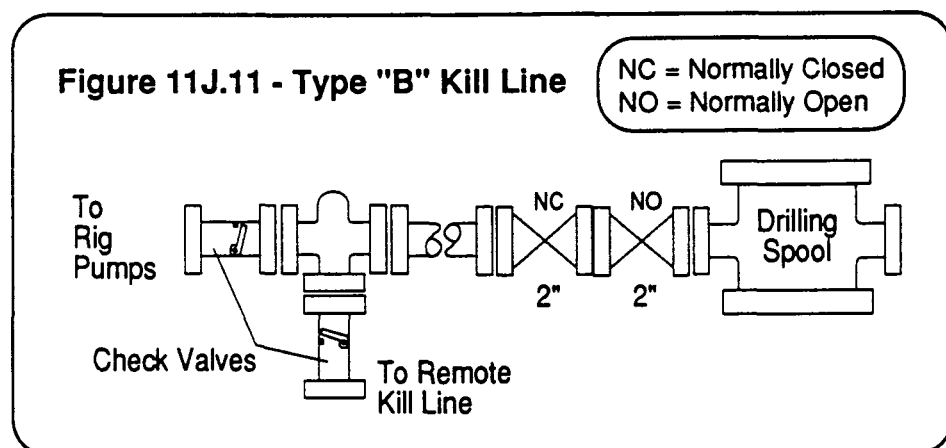 Figure 11J.11 - Type "B" Kill Line
NC = Normally Closed
NO = Normally Open
To
Rig
Pumps
NC
NO
Drilling
Spool
2"
2"
Check Valves
To Remote
Kill Line